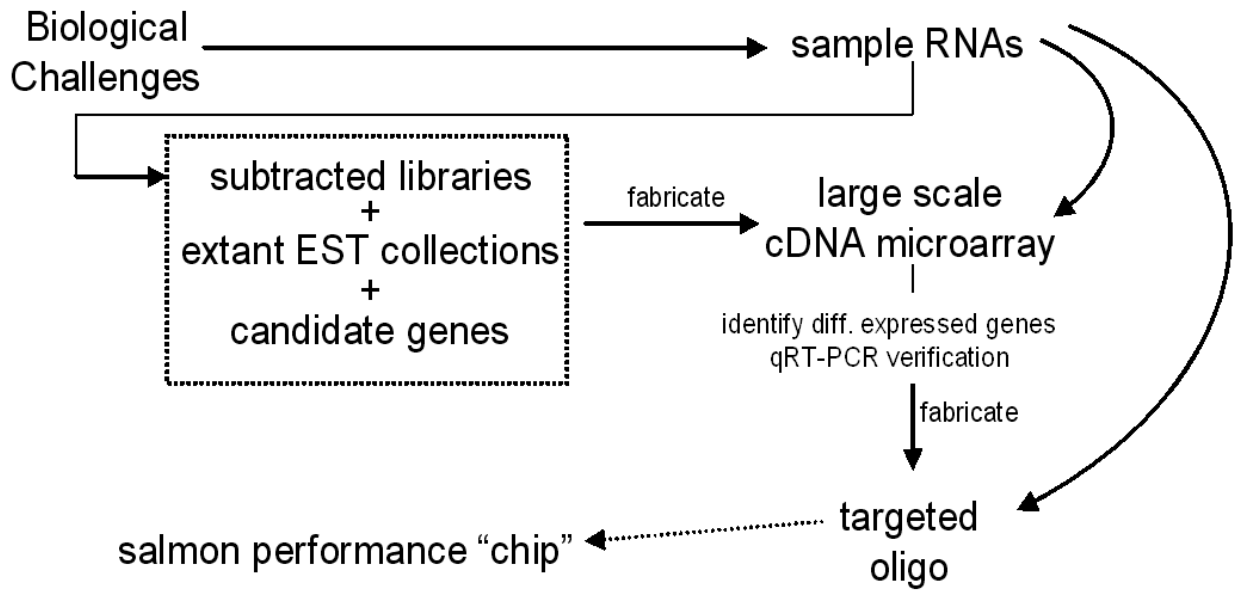 Biological
Challenges
sample RNAs
subtracted libraries
+
extant EST collections
+
candidate genes
fabricate
large scale
cDNA microarray
identify diff. expressed genes
qRT-PCR verification
fabricate
targeted
oligo
salmon performance “chip”